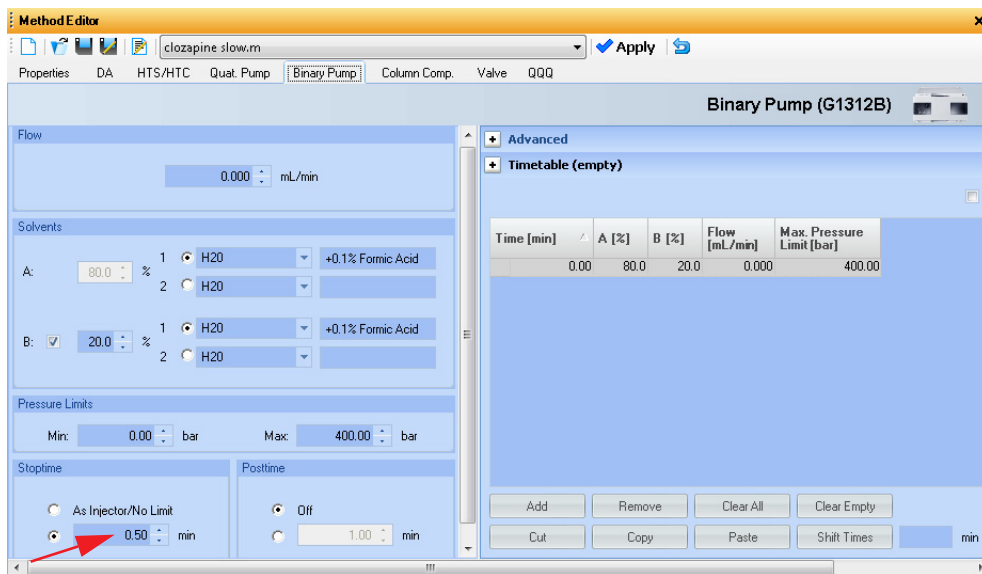 Method Editor
clozapine slow.m
Apply
Properties DA HTS/HTC Quat. Pump Binary Pump Column Comp. Valve QQQ
Binary Pump (G1312B)
Flow
0.000 mL/min
Solvents
A: 80.0 % 1 H20 +0.1% Formic Acid
2 H20
B: 20.0 % 1 H20 +0.1% Formic Acid
2 H20
Pressure Limits
Min: 0.00 bar Max: 400.00 bar
Stoptime
As Injector/No Limit
0.50 min
Posttime
Off
1.00 min
Advanced
Timetable (empty)
Time [min] A [%] B [%] Flow [mL/min] Max. Pressure Limit [bar]
0.00 80.0 20.0 0.000 400.00
Add Remove Clear All Clear Empty
Cut Copy Paste Shift Times min